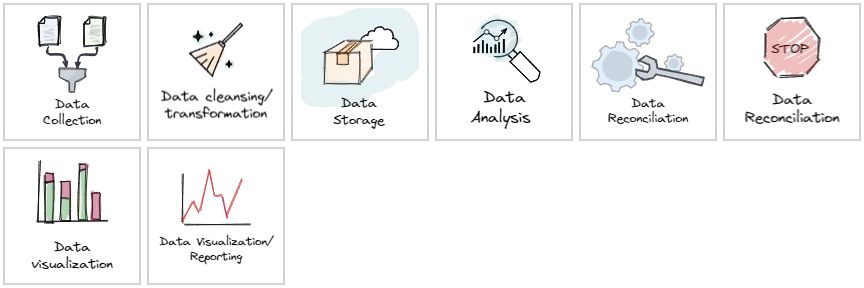 Data
Collection
Data cleansing/
transformation
Data
Storage
Data
Analysis
Data
Reconciliation
STOP
Data
Reconciliation
Data
visualization
Data Visualization/
Reporting